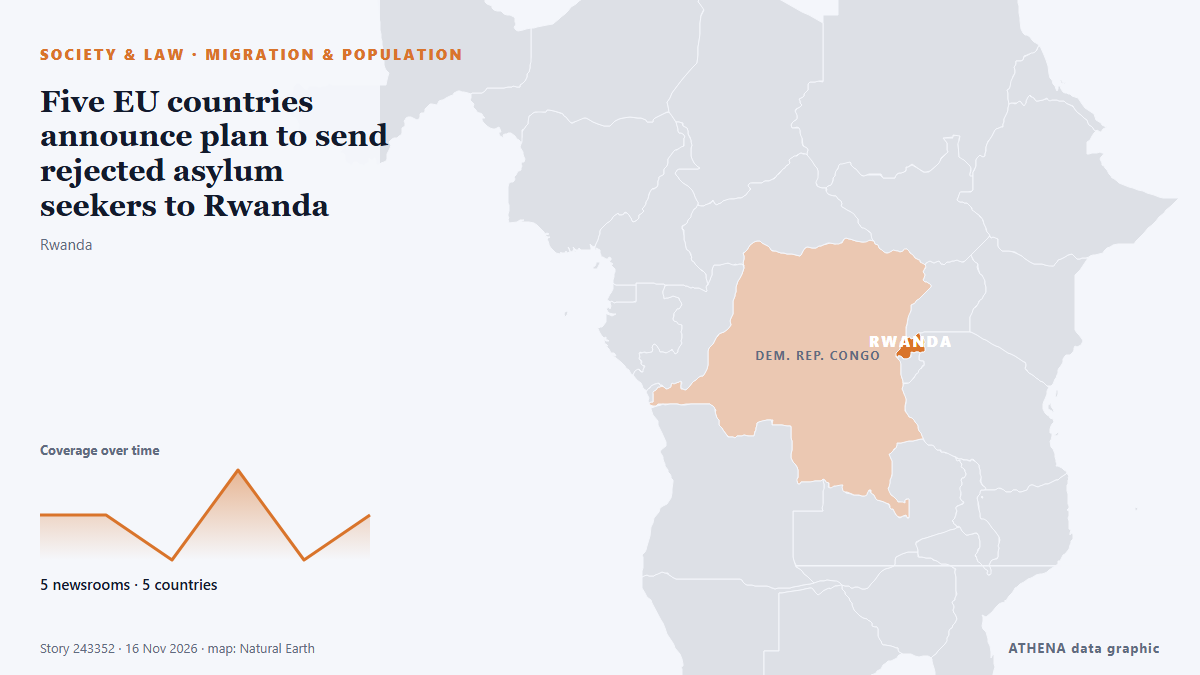 SOCIETY & LAW · MIGRATION & POPULATION
Five EU countries
announce plan to send
rejected asylum
seekers to Rwanda
Rwanda
RWANDA
DEM. REP. CONGO
Coverage over time
5 newsrooms · 5 countries
Story 243352 · 16 Nov 2026 · map: Natural Earth
ATHENA data graphic